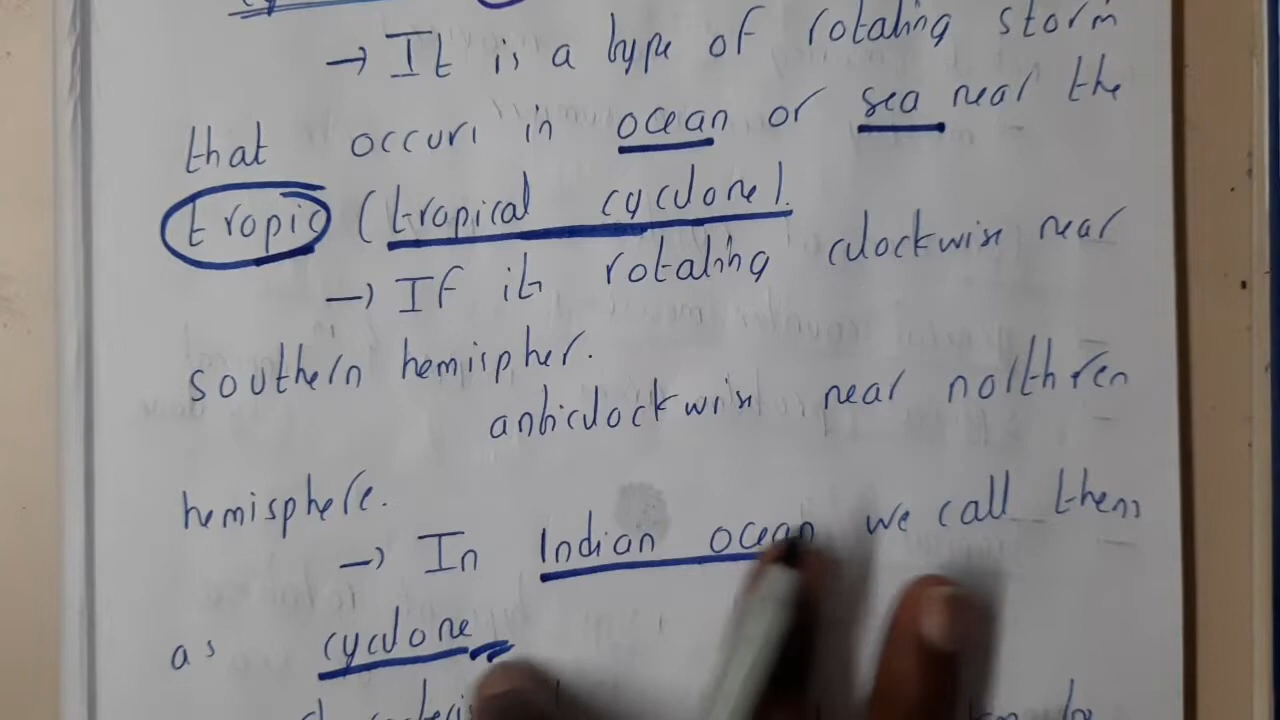 → It is a type of rotating storm
that occurs in ocean or sea near the
tropic (tropical cyclone).
→ If it rotating clockwise near
southern hemispher.
anticlockwise near northren
hemisphere.
→ In Indian ocean we call them
as cyclone